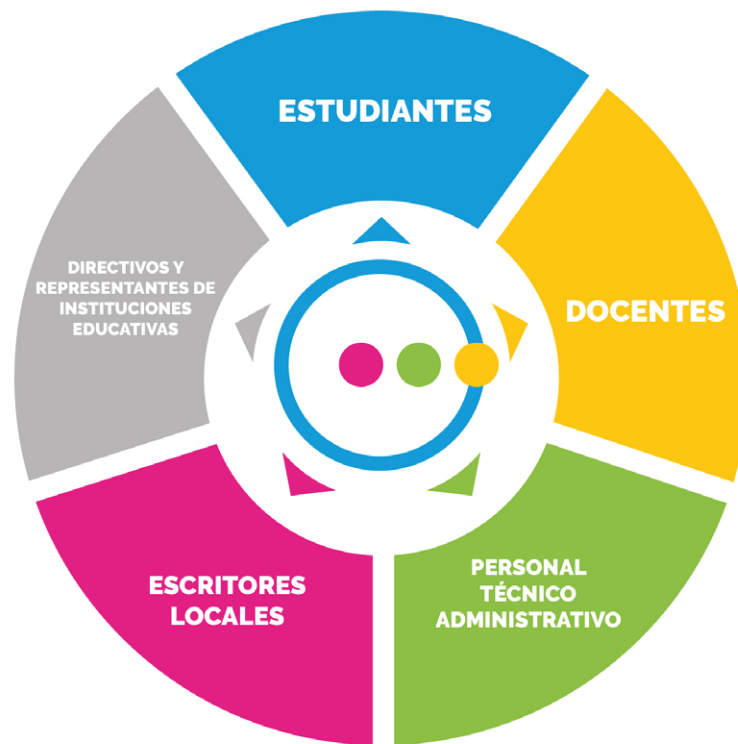 ESTUDIANTES
DOCENTES
PERSONAL
TÉCNICO
ADMINISTRATIVO
ESCRITORES
LOCALES
DIRECTIVOS Y
REPRESENTANTES DE
INSTITUCIONES
EDUCATIVAS